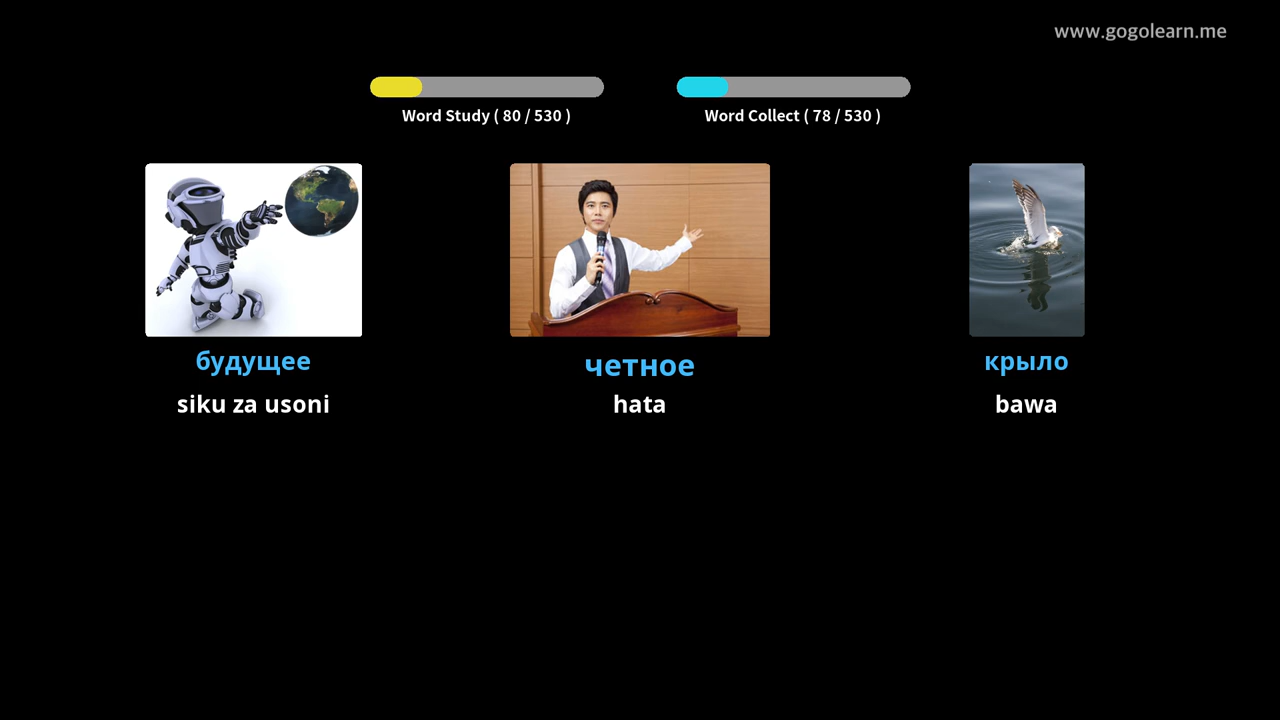 www.gogolearn.me
Word Study ( 80 / 530 )
Word Collect ( 78 / 530 )
будущее
четное
крыло
siku za usoni
hata
bawa